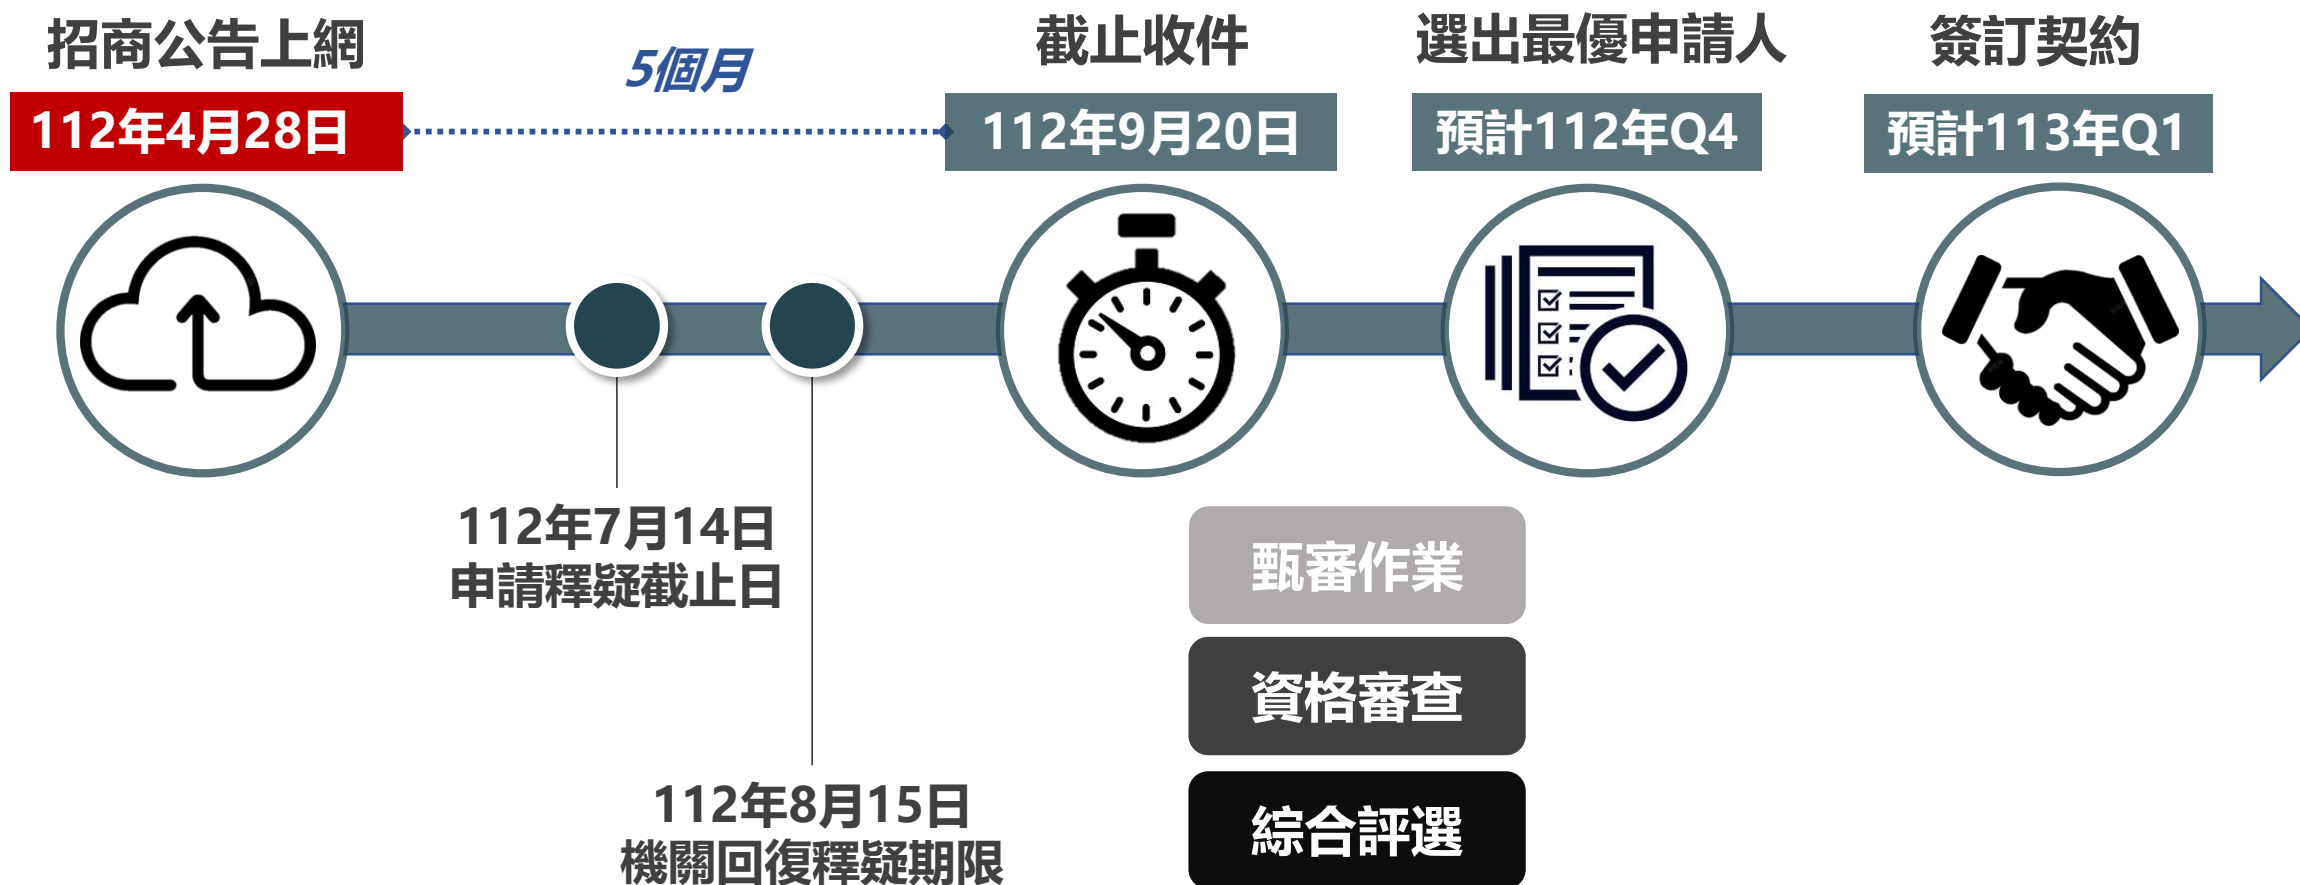 招商公告上網
112年4月28日
5個月
截止收件
112年9月20日
選出最優申請人
預計112年Q4
簽訂契約
預計113年Q1
112年7月14日
申請釋疑截止日
112年8月15日
機關回復釋疑期限
甄審作業
資格審查
綜合評選